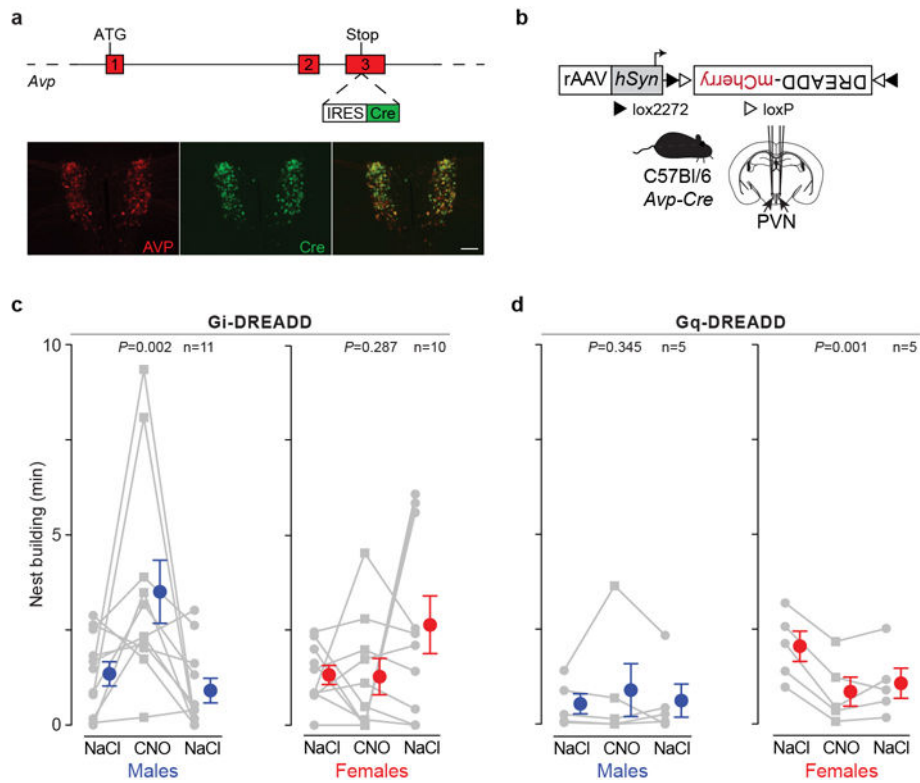 a
ATG
Stop
1
2
3
Avp
IRES Cre
AVP
Cre
b
rAAV hSyn DREADD-mCherry
lox2272 loxP
C57Bl/6
Avp-Cre
PVN
c
Gi-DREADD
P=0.002 n=11
P=0.287 n=10
Nest building (min)
10
5
0
NaCl CNO NaCl
Males
NaCl CNO NaCl
Females
d
Gq-DREADD
P=0.345 n=5
P=0.001 n=5
10
5
0
NaCl CNO NaCl
Males
NaCl CNO NaCl
Females